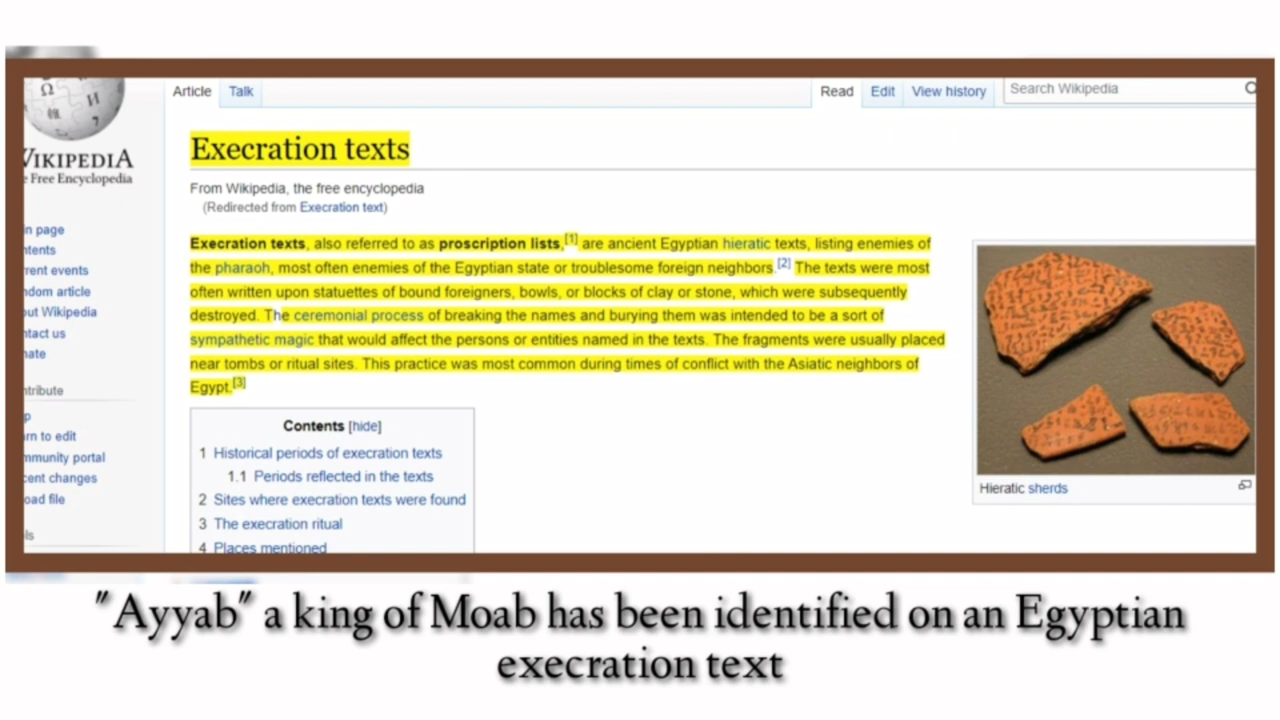 Article Talk Read Edit View history Search Wikipedia
WIKIPEDIA
Free Encyclopedia
Execration texts
From Wikipedia, the free encyclopedia
(Redirected from Execration text)
Execration texts, also referred to as proscription lists,[1] are ancient Egyptian hieratic texts, listing enemies of
the pharaoh, most often enemies of the Egyptian state or troublesome foreign neighbors.[2] The texts were most
often written upon statuettes of bound foreigners, bowls, or blocks of clay or stone, which were subsequently
destroyed. The ceremonial process of breaking the names and burying them was intended to be a sort of
sympathetic magic that would affect the persons or entities named in the texts. The fragments were usually placed
near tombs or ritual sites. This practice was most common during times of conflict with the Asiatic neighbors of
Egypt.[3]
n page
ntents
rent events
ndom article
out Wikipedia
ntact us
nate
ntribute
p
rn to edit
mmunity portal
cent changes
oad file
ls
Contents [hide]
1 Historical periods of execration texts
1.1 Periods reflected in the texts
2 Sites where execration texts were found
3 The execration ritual
4 Places mentioned
Hieratic sherds
"Ayyab" a king of Moab has been identified on an Egyptian
execration text